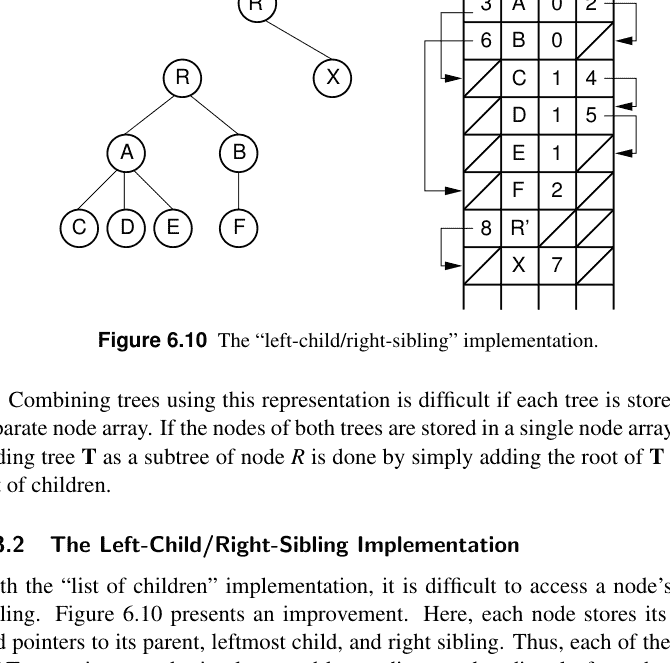 R'
X
R
A
B
C D E F
3 A 0 2
6 B 0
C 1 4
D 1 5
E 1
F 2
8 R'
X 7
Figure 6.10 The “left-child/right-sibling” implementation.
Combining trees using this representation is difficult if each tree is store
parate node array. If the nodes of both trees are stored in a single node array
ding tree T as a subtree of node R is done by simply adding the root of T
of children.
3.2 The Left-Child/Right-Sibling Implementation
th the “list of children” implementation, it is difficult to access a node’s
ling. Figure 6.10 presents an improvement. Here, each node stores its
d pointers to its parent, leftmost child, and right sibling. Thus, each of the